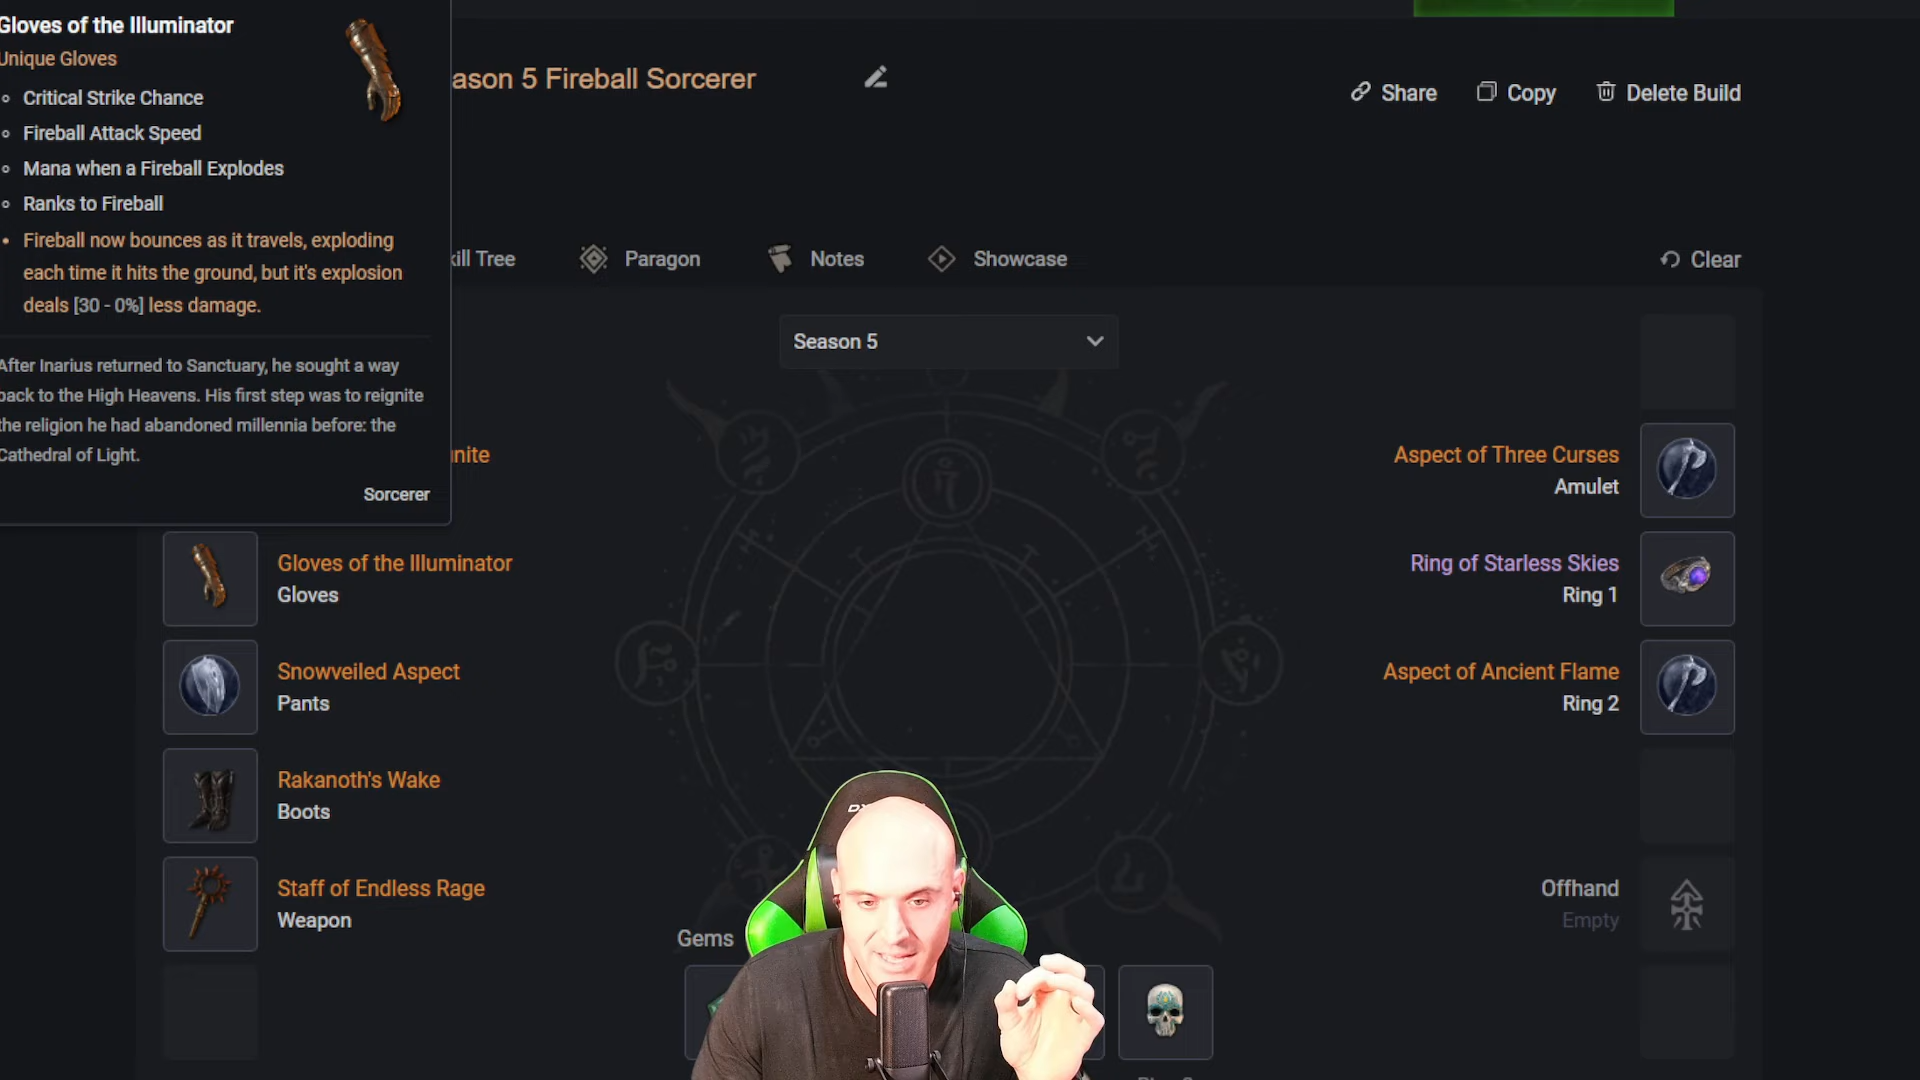 Gloves of the Illuminator
Unique Gloves
Critical Strike Chance
Fireball Attack Speed
Mana when a Fireball Explodes
Ranks to Fireball
Fireball now bounces as it travels, exploding
each time it hits the ground, but it's explosion
deals [30 - 0%] less damage.
After Inarius returned to Sanctuary, he sought a way
back to the High Heavens. His first step was to reignite
the religion he had abandoned millennia before: the
Cathedral of Light.
Sorcerer
ason 5 Fireball Sorcerer
Share
Copy
Delete Build
kill Tree
Paragon
Notes
Showcase
Clear
Season 5
nite
Gloves of the Illuminator
Gloves
Snowveiled Aspect
Pants
Rakanoth's Wake
Boots
Staff of Endless Rage
Weapon
Aspect of Three Curses
Amulet
Ring of Starless Skies
Ring 1
Aspect of Ancient Flame
Ring 2
Offhand
Empty
Gems